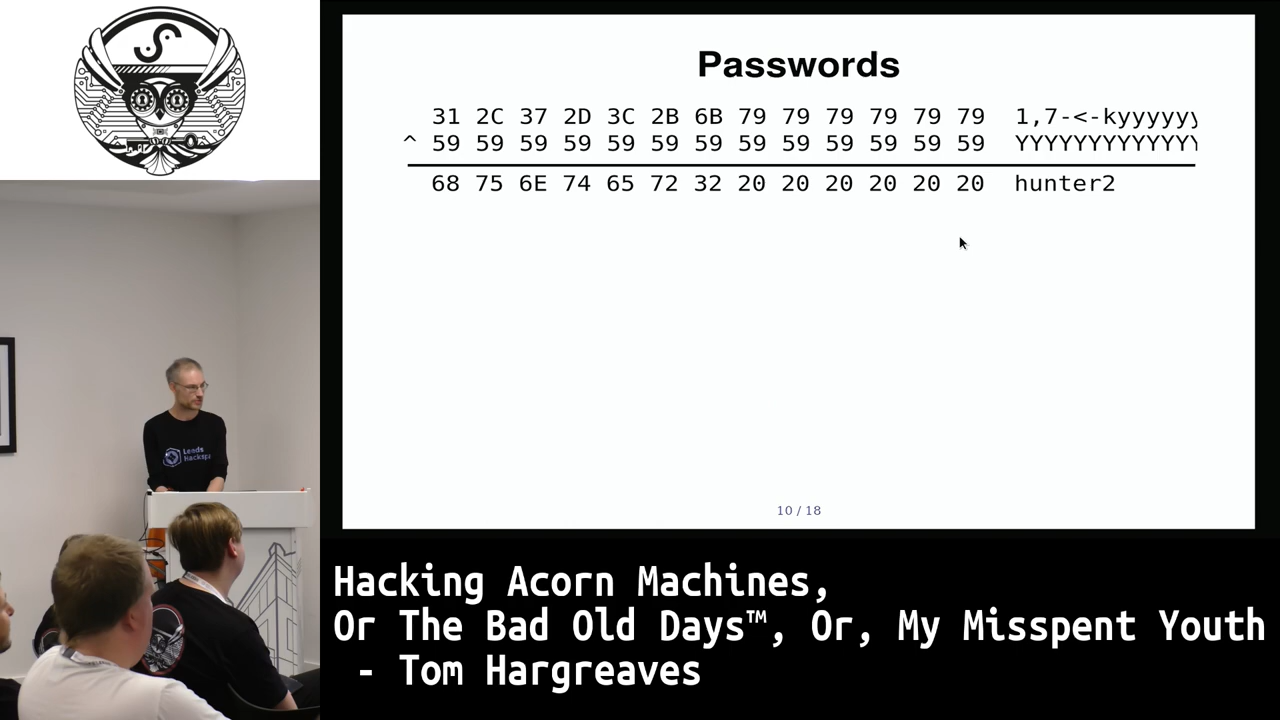 Passwords
31 2C 37 2D 3C 2B 6B 79 79 79 79 79 79 1,7-<-kyyyyyy
^ 59 59 59 59 59 59 59 59 59 59 59 59 59 YYYYYYYYYYYYY
68 75 6E 74 65 72 32 20 20 20 20 20 20 hunter2
10 / 18
Leeds
Hackspa
Hacking Acorn Machines,
Or The Bad Old Days™, Or, My Misspent Youth
- Tom Hargreaves